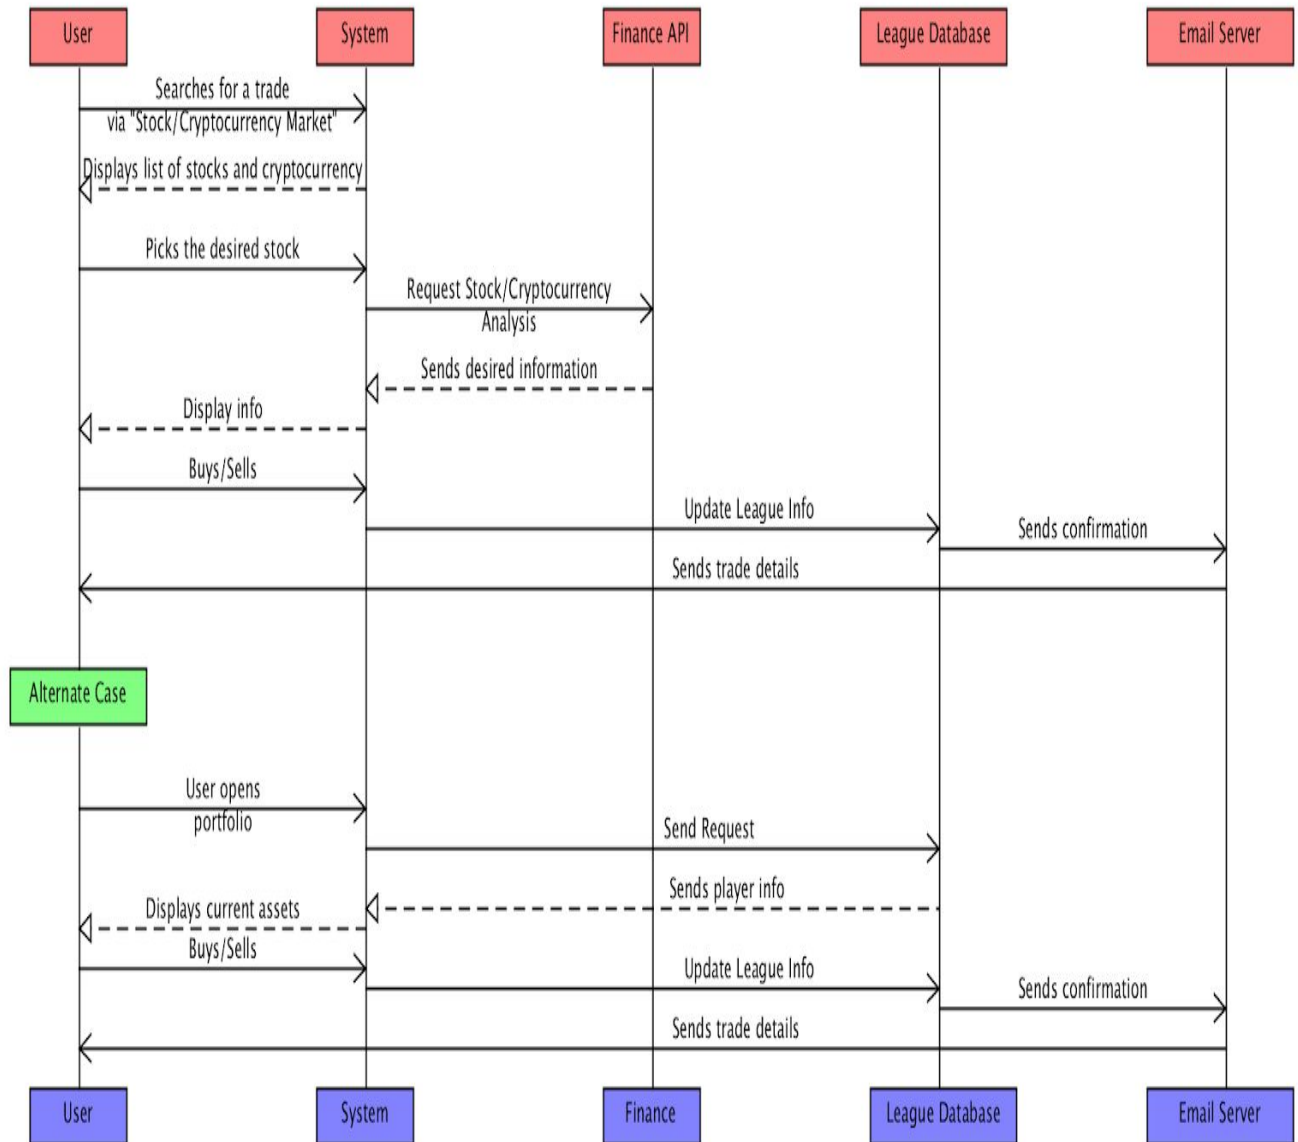 User
System
Finance API
League Database
Email Server
Searches for a trade
via "Stock/Cryptocurrency Market"
Displays list of stocks and cryptocurrency
Picks the desired stock
Request Stock/Cryptocurrency
Analysis
Sends desired information
Display info
Buys/Sells
Update League Info
Sends confirmation
Sends trade details
Alternate Case
User opens
portfolio
Send Request
Sends player info
Displays current assets
Buys/Sells
Update League Info
Sends confirmation
Sends trade details
User
System
Finance
League Database
Email Server